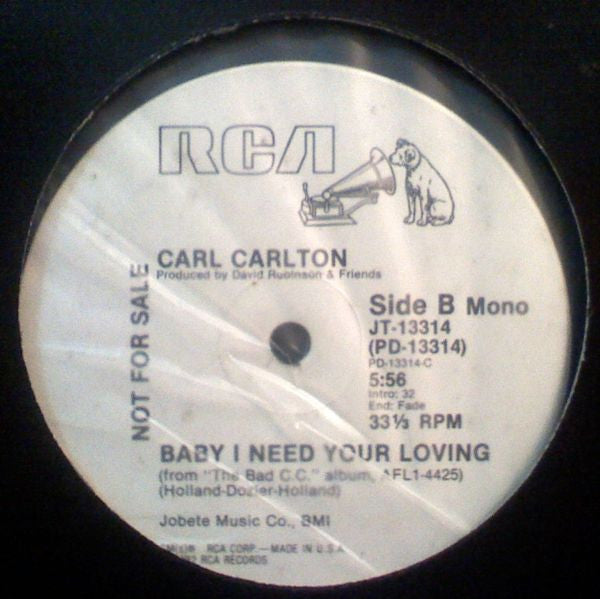 RCA
NOT FOR SALE
CARL CARLTON
Produced by David Rubinson & Friends
Side B Mono
JT-13314
(PD-13314)
PD-13314-C
5:56
Intro: 32
End: Fade
33⅓ RPM
BABY I NEED YOUR LOVING
(from "The Bad C.C." album, AFL1-4425)
(Holland-Dozier-Holland)
Jobete Music Co., BMI
RCA CORP.—MADE IN U.S.A.
RCA RECORDS